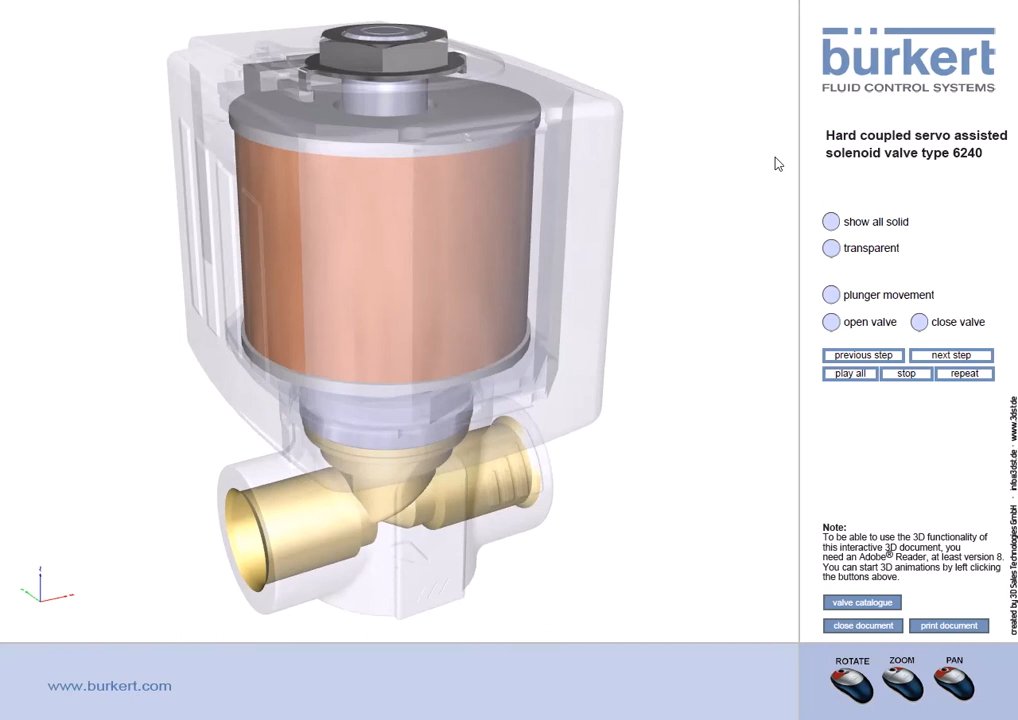 bürkert
FLUID CONTROL SYSTEMS
Hard coupled servo assisted
solenoid valve type 6240
show all solid
transparent
plunger movement
open valve
close valve
previous step
next step
play all
stop
repeat
created by 3D Sales Technologies GmbH · info@3dst.de · www.3dst.de
Note:
To be able to use the 3D functionality of
this interactive 3D document, you
need an Adobe® Reader, at least version 8.
You can start 3D animations by left clicking
the buttons above.
valve catalogue
close document
print document
www.burkert.com
ROTATE
ZOOM
PAN